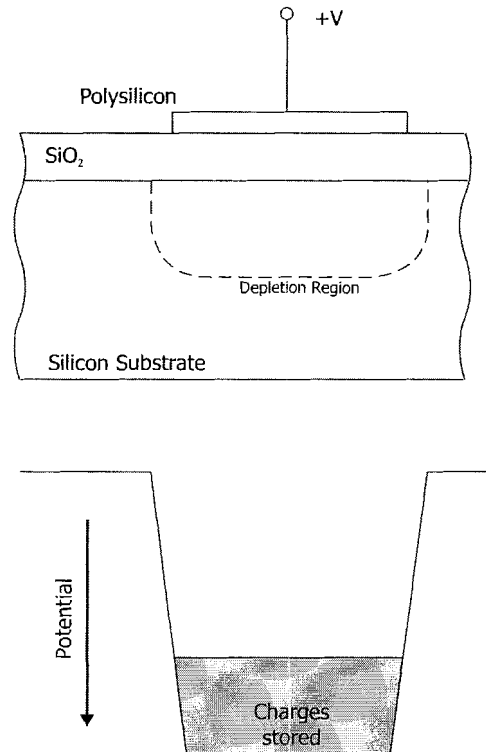 +V
Polysilicon
SiO₂
Depletion Region
Silicon Substrate
Potential
Charges
stored